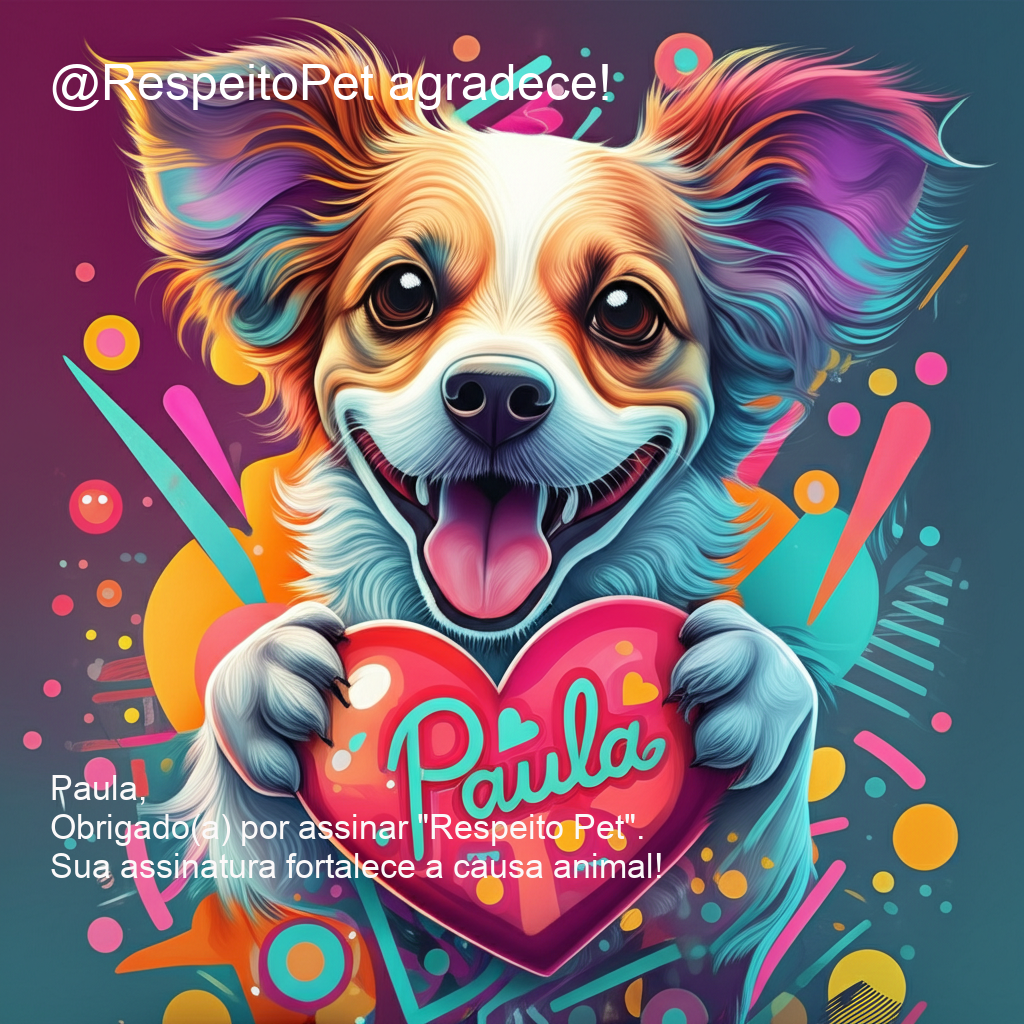 @RespeitoPet agradece!
Paula
Paula,
Obrigado(a) por assinar "Respeito Pet".
Sua assinatura fortalece a causa animal!